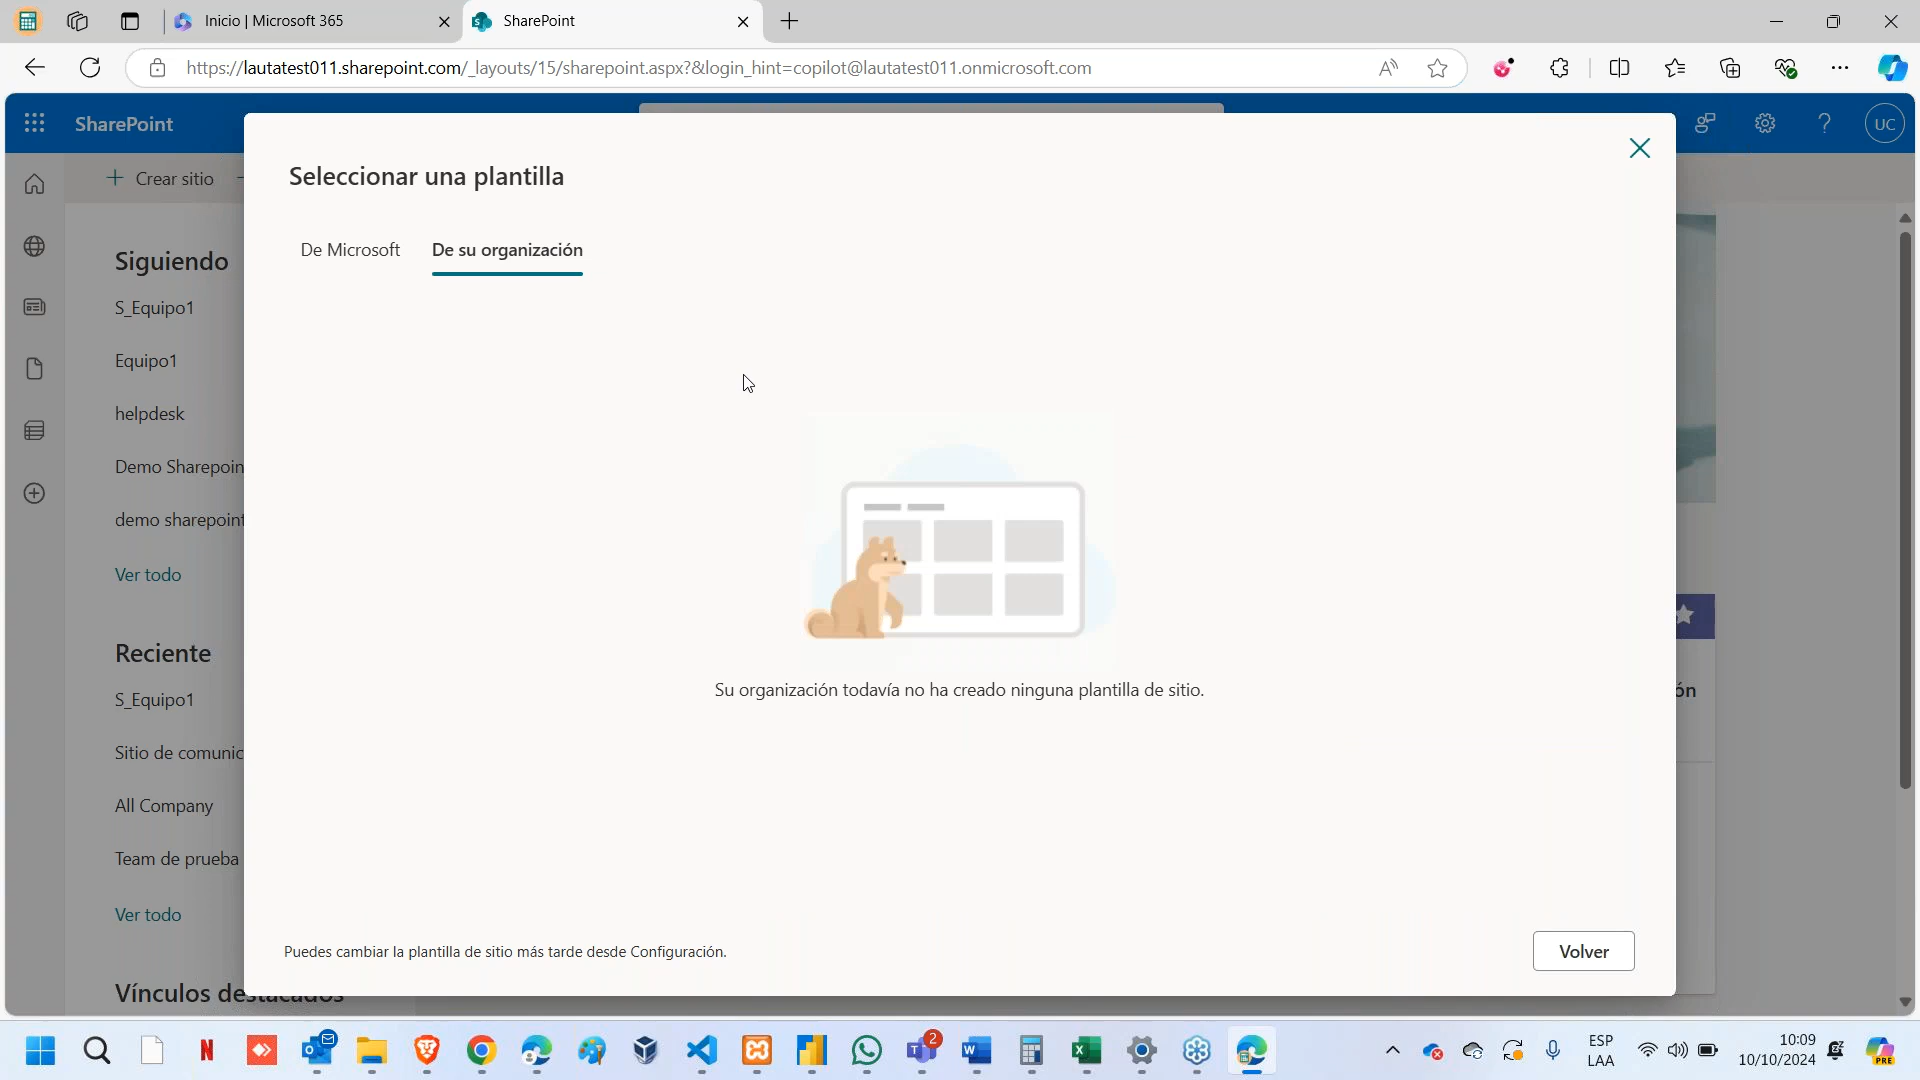 Inicio | Microsoft 365
SharePoint
https://lautatest011.sharepoint.com/_layouts/15/sharepoint.aspx?&login_hint=copilot@lautatest011.onmicrosoft.com
SharePoint
UC
Crear sitio
Seleccionar una plantilla
De Microsoft
De su organización
Siguiendo
S_Equipo1
Equipo1
helpdesk
Demo Sharepoin
demo sharepoint
Ver todo
Su organización todavía no ha creado ninguna plantilla de sitio.
ón
Reciente
S_Equipo1
Sitio de comunic
All Company
Team de prueba
Ver todo
Puedes cambiar la plantilla de sitio más tarde desde Configuración.
Volver
Vínculos destacados
2
ESP
LAA
10:09
10/10/2024
PRE